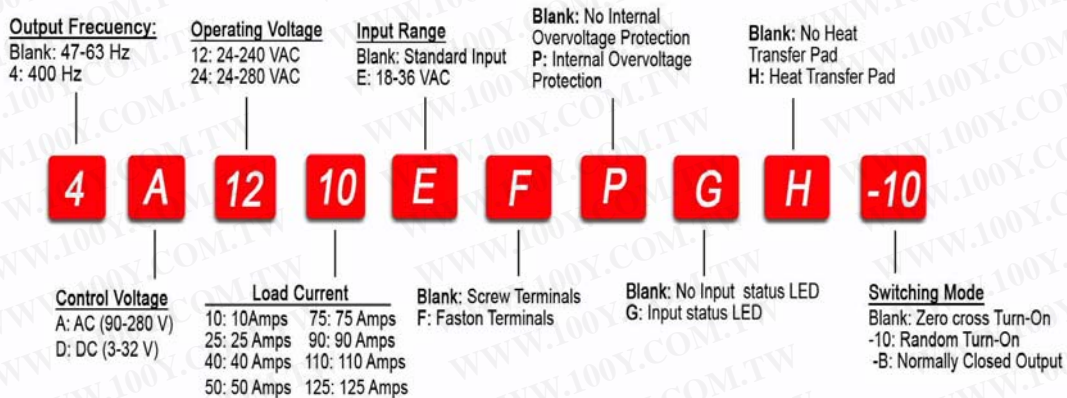 Output Frecuency:
Blank: 47-63 Hz
4: 400 Hz
Operating Voltage
12: 24-240 VAC
24: 24-280 VAC
Input Range
Blank: Standard Input
E: 18-36 VAC
Blank: No Internal
Overvoltage Protection
P: Internal Overvoltage
Protection
Blank: No Heat
Transfer Pad
H: Heat Transfer Pad
4 A 12 10 E F P G H -10
Control Voltage
A: AC (90-280 V)
D: DC (3-32 V)
Load Current
10: 10Amps 75: 75 Amps
25: 25 Amps 90: 90 Amps
40: 40 Amps 110: 110 Amps
50: 50 Amps 125: 125 Amps
Blank: Screw Terminals
F: Faston Terminals
Blank: No Input status LED
G: Input status LED
Switching Mode
Blank: Zero cross Turn-On
-10: Random Turn-On
-B: Normally Closed Output
WWW.100Y.COM.TW